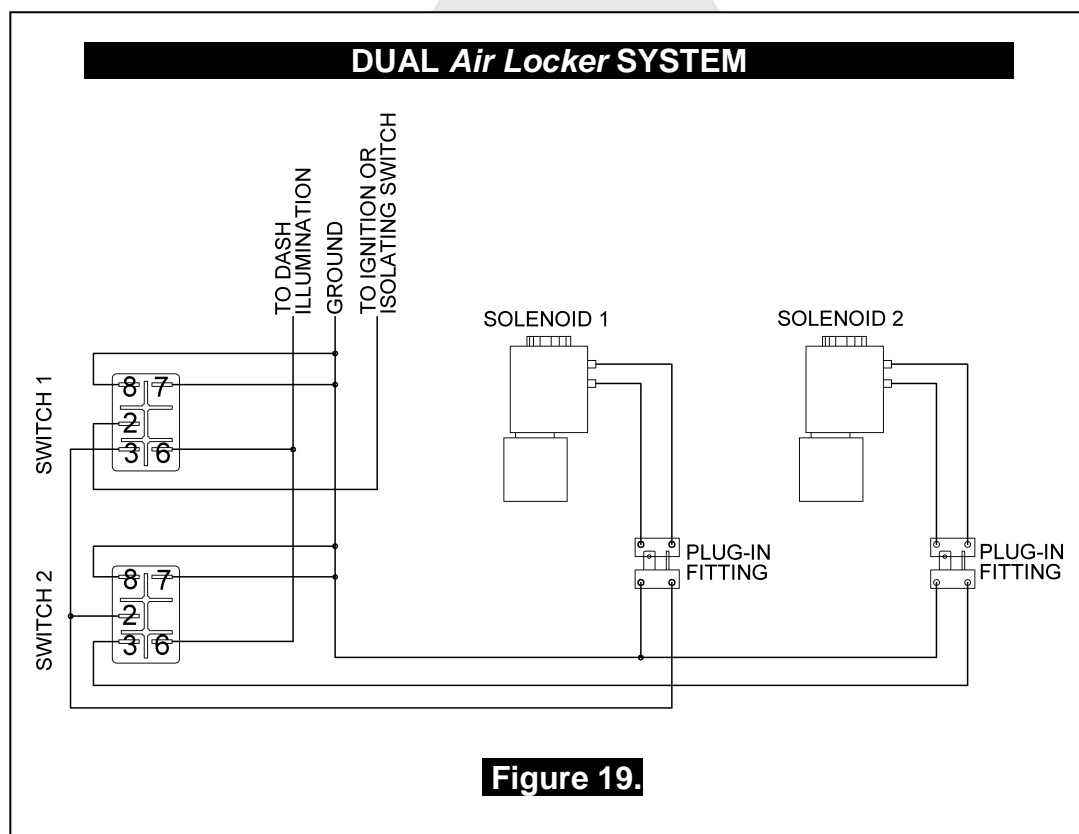 DUAL Air Locker SYSTEM
TO DASH
ILLUMINATION
GROUND
TO IGNITION OR
ISOLATING SWITCH
SOLENOID 1
SOLENOID 2
SWITCH 1
8 7
2
3 6
SWITCH 2
8 7
2
3 6
PLUG-IN
FITTING
PLUG-IN
FITTING
Figure 19.